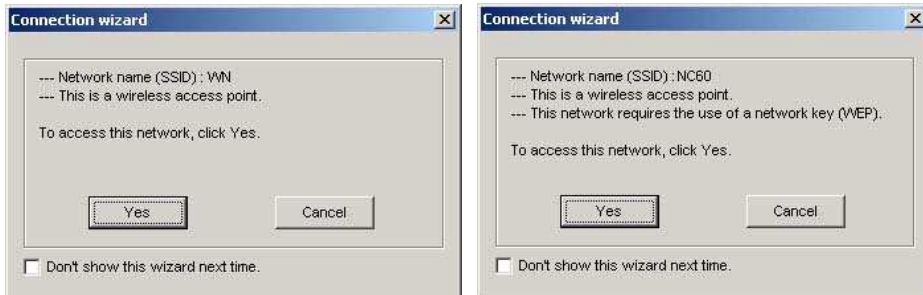 Connection wizard
--- Network name (SSID) : WN
--- This is a wireless access point.
To access this network, click Yes.
Yes
Cancel
Don't show this wizard next time.
Connection wizard
--- Network name (SSID) : NC60
--- This is a wireless access point.
--- This network requires the use of a network key (WEP).
To access this network, click Yes.
Yes
Cancel
Don't show this wizard next time.